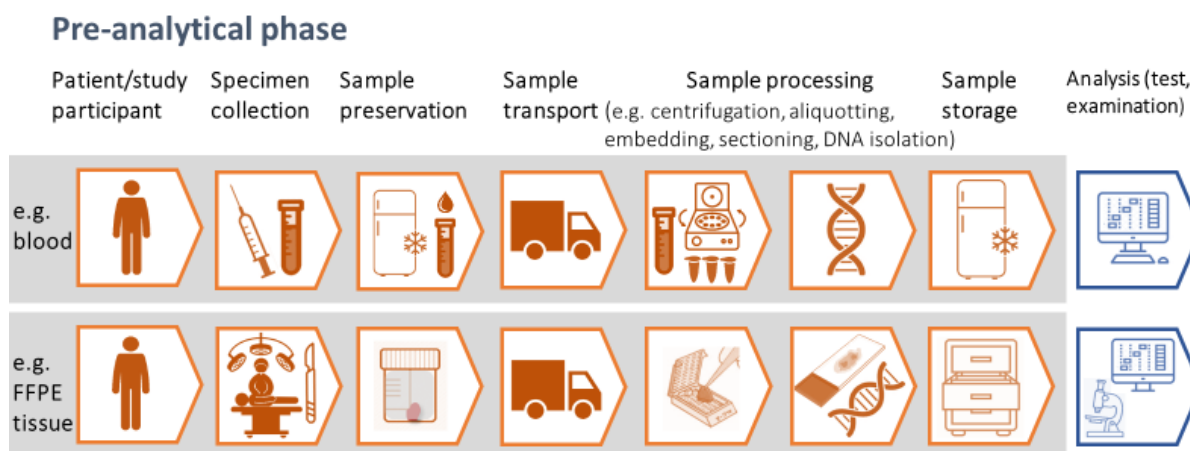 Pre-analytical phase
Patient/study
participant
Specimen
collection
Sample
preservation
Sample
transport
Sample processing
(e.g. centrifugation, aliquotting,
embedding, sectioning, DNA isolation)
Sample
storage
Analysis (test,
examination)
e.g.
blood
e.g.
FFPE
tissue